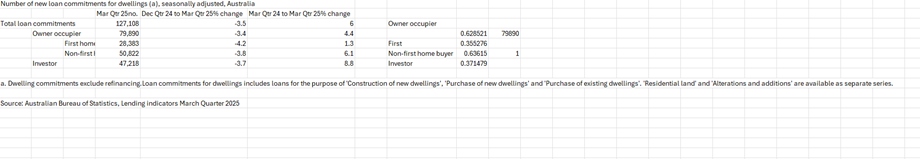 Number of new loan commitments for dwellings (a), seasonally adjusted, Australia
Mar Qtr 25no. Dec Qtr 24 to Mar Qtr 25% change Mar Qtr 24 to Mar Qtr 25% change
Total loan commitments 127,108 -3.5 6 Owner occupier
Owner occupier 79,890 -3.4 4.4 0.628521 79890
First home 28,383 -4.2 1.3 First 0.355276
Non-first l 50,822 -3.8 6.1 Non-first home buyer 0.63615 1
Investor 47,218 -3.7 8.8 Investor 0.371479
a. Dwelling commitments exclude refinancing.Loan commitments for dwellings includes loans for the purpose of 'Construction of new dwellings', 'Purchase of new dwellings' and 'Purchase of existing dwellings'. 'Residential land' and 'Alterations and additions' are available as separate series.
Source: Australian Bureau of Statistics, Lending indicators March Quarter 2025